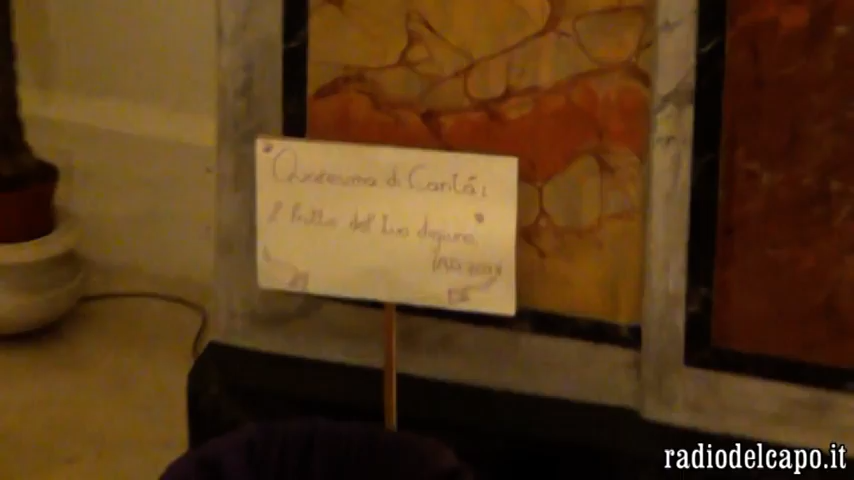 Quaresima di Carità:
Il frutto del tuo digiuno
radiodelcapo.it